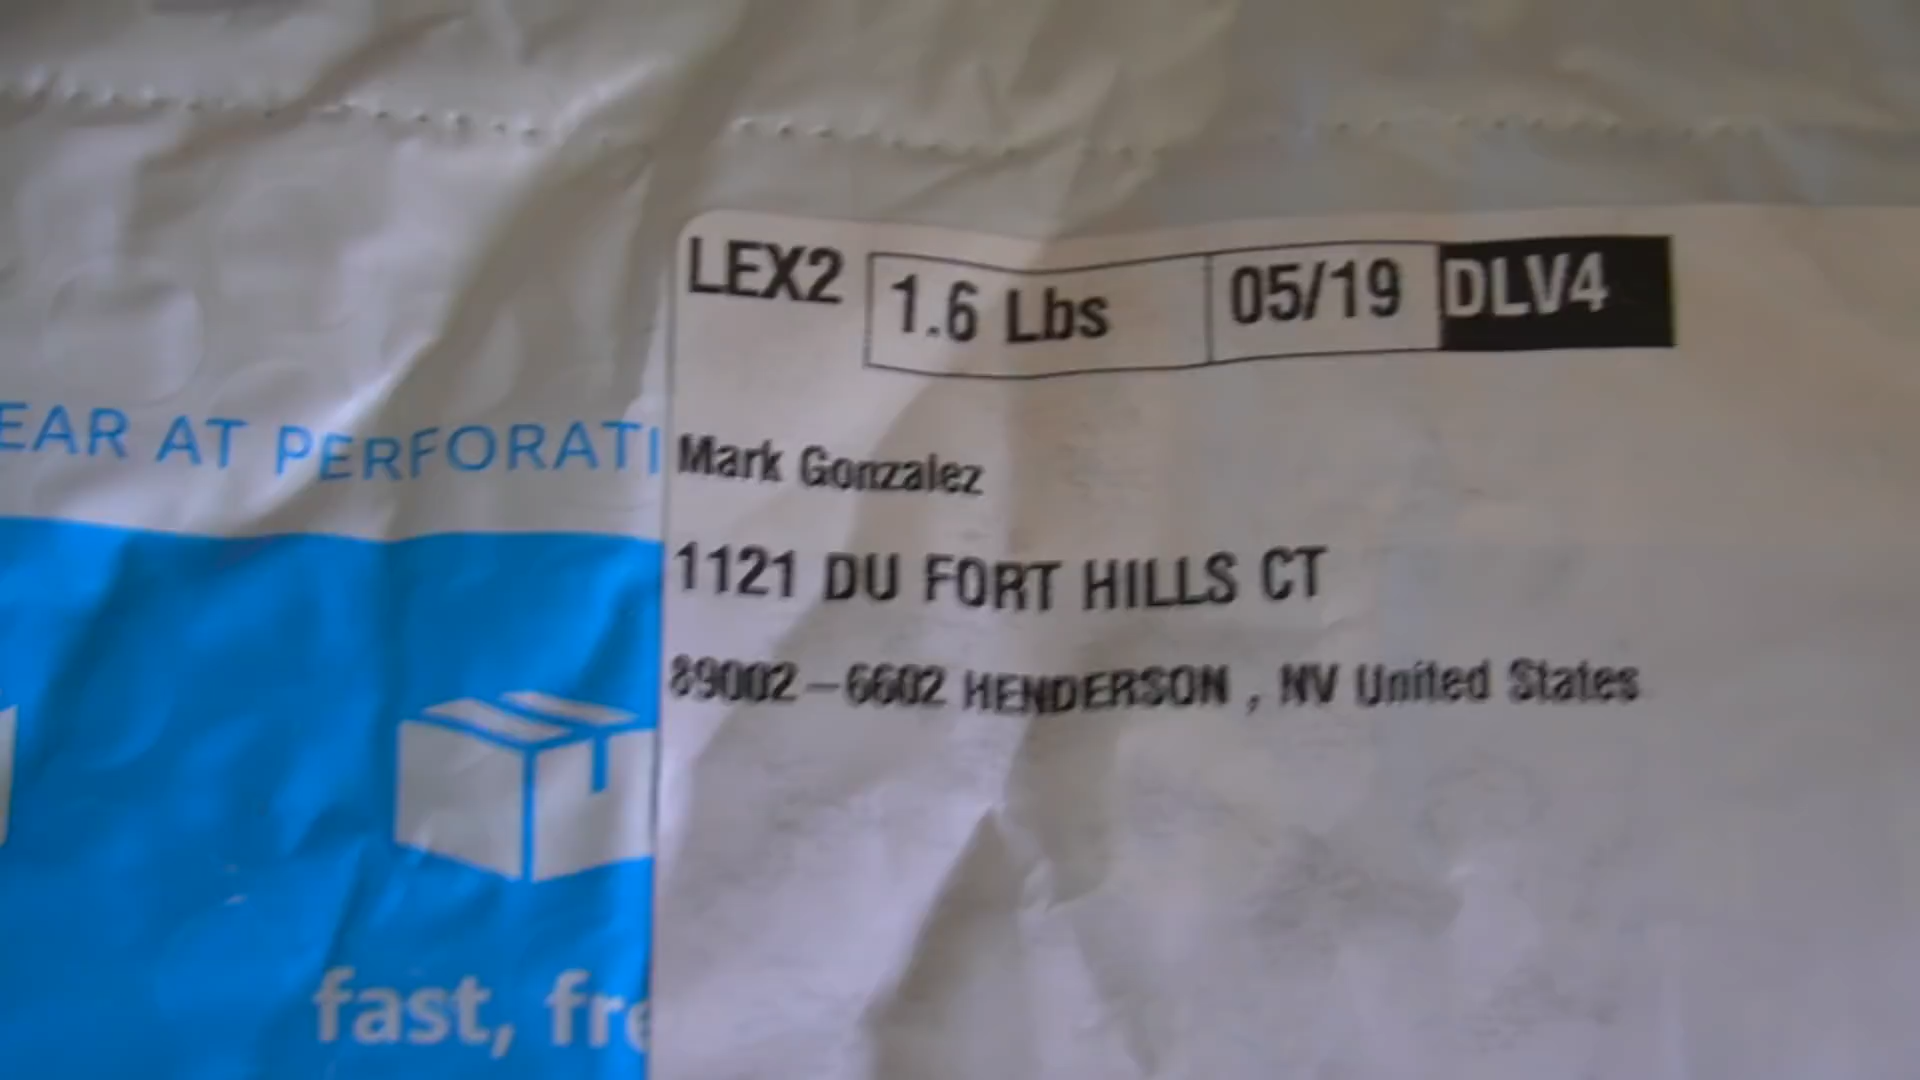 LEX2 1.6 Lbs 05/19 DLV4
EAR AT PERFORATI
Mark Gonzalez
1121 DU FORT HILLS CT
89002-6602 HENDERSON , NV United States
fast, fre